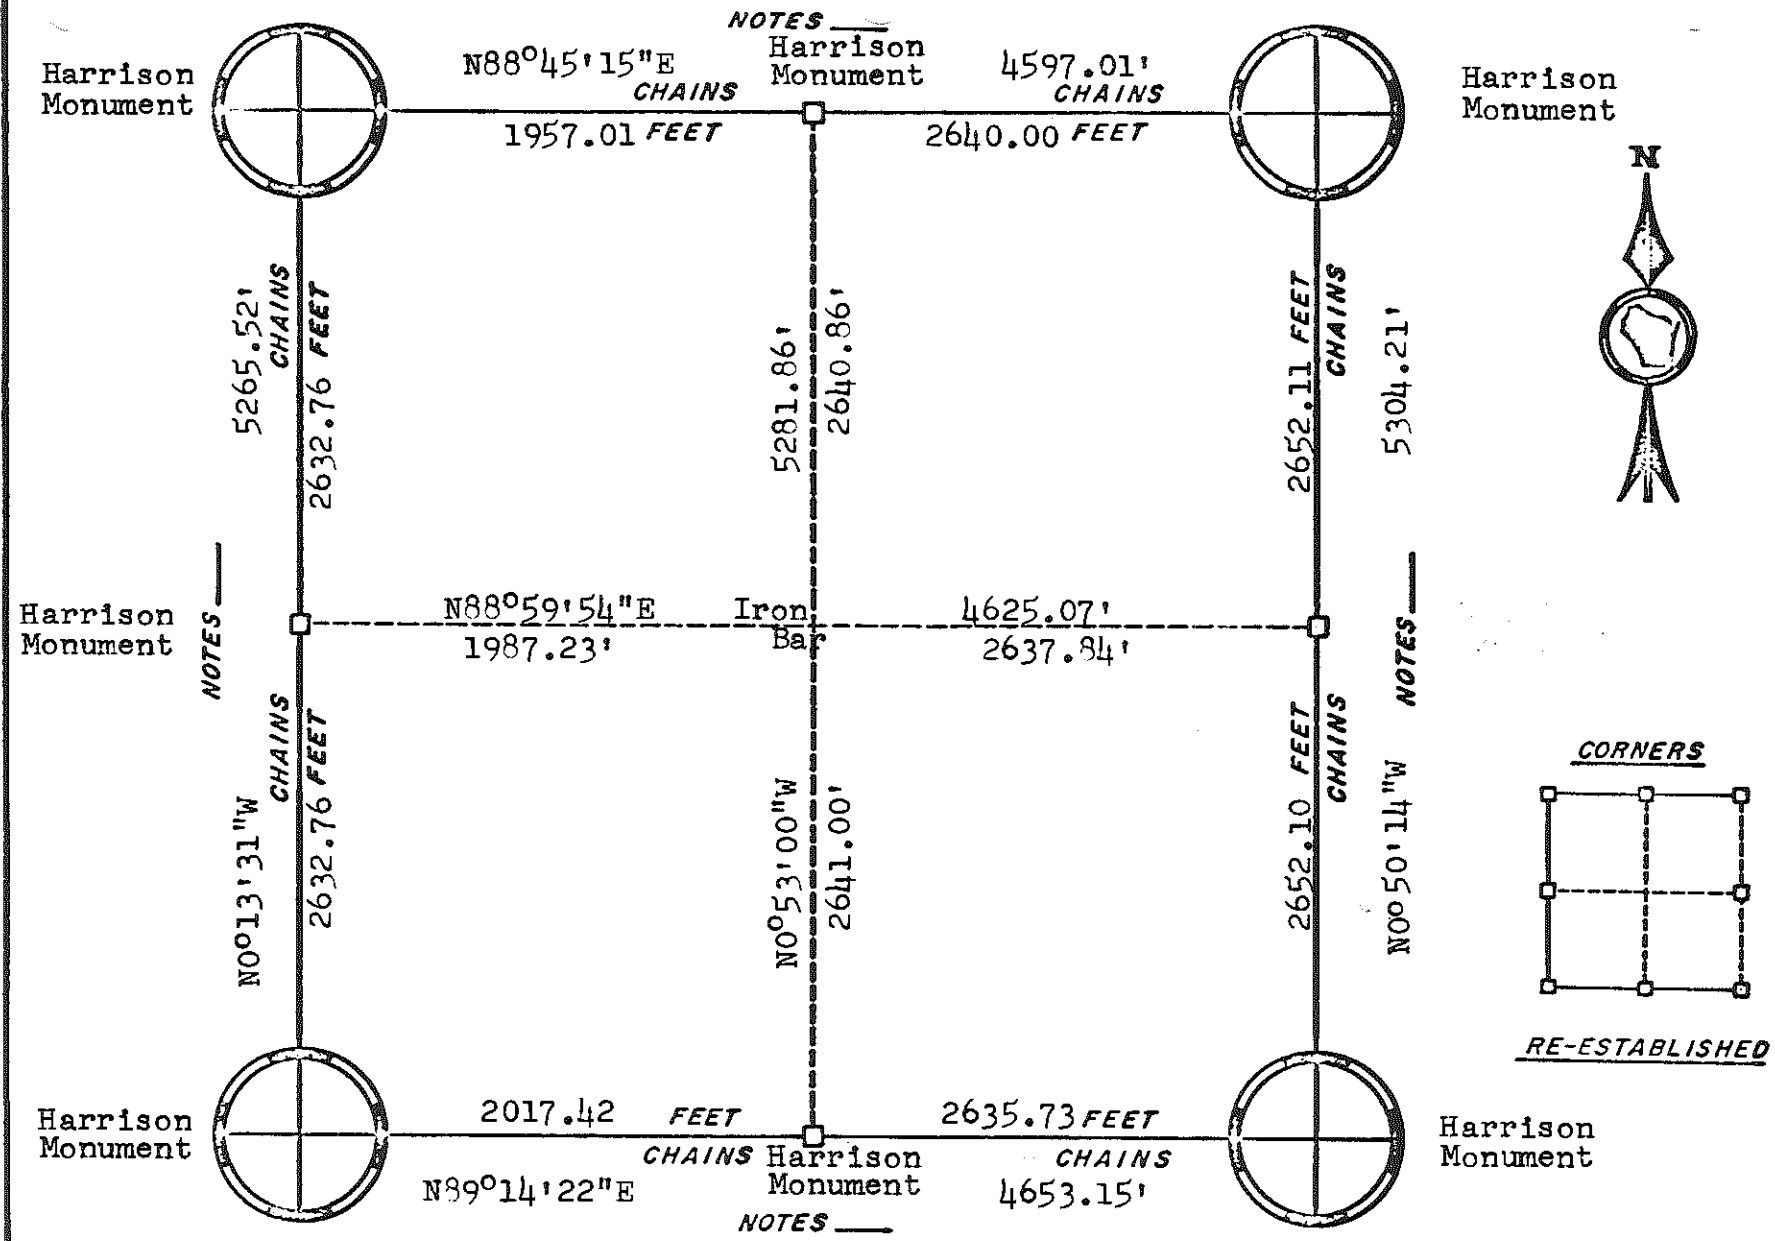 NOTES
Harrison
Monument
N88°45'15"E
CHAINS
1957.01 FEET
Harrison
Monument
4597.01'
CHAINS
2640.00 FEET
Harrison
Monument
N
5265.52'
CHAINS
2632.76 FEET
5281.86'
2640.86'
2652.11 FEET
CHAINS
5304.21'
Harrison
Monument
NOTES
N88°59'54"E
1987.23'
Iron
Bar
4625.07'
2637.84'
NOTES
N0°13'31"W
CHAINS
2632.76 FEET
N0°53'00"W
2641.00'
2652.10 FEET
CHAINS
N0°50'14"W
CORNERS
RE-ESTABLISHED
Harrison
Monument
2017.42 FEET
CHAINS
N89°14'22"E
Harrison
Monument
2635.73 FEET
CHAINS
4653.15'
Harrison
Monument
NOTES